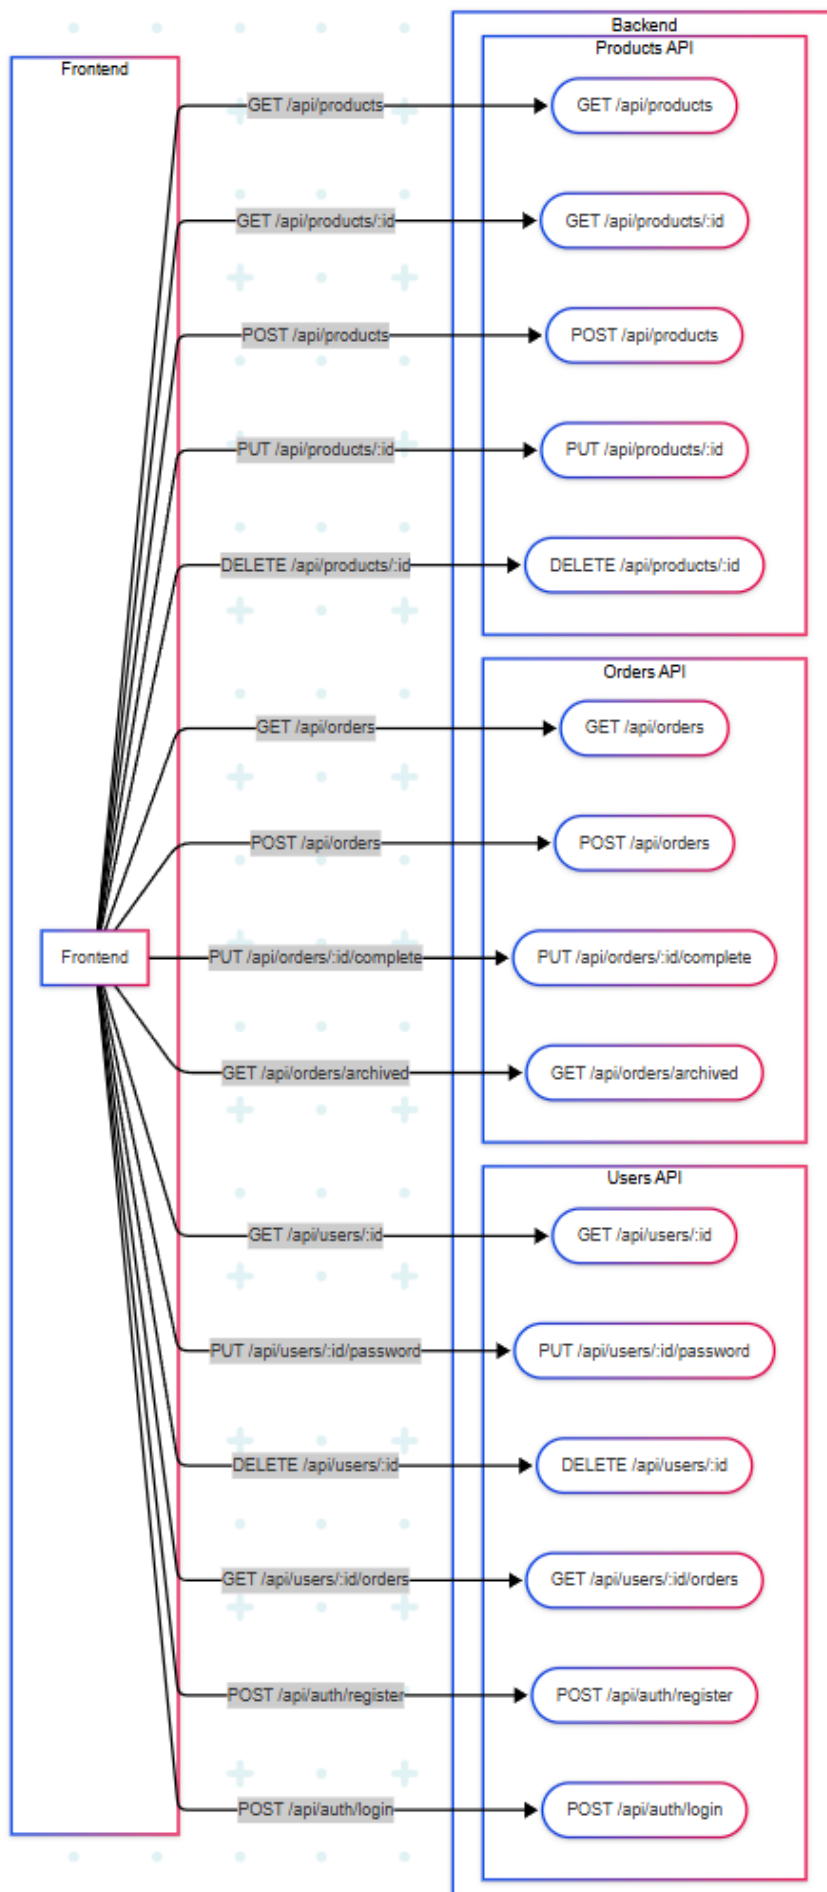 Backend
Products API
Frontend
GET /api/products
GET /api/products
GET /api/products/:id
GET /api/products/:id
POST /api/products
POST /api/products
PUT /api/products/:id
PUT /api/products/:id
DELETE /api/products/:id
DELETE /api/products/:id
Orders API
GET /api/orders
GET /api/orders
POST /api/orders
POST /api/orders
Frontend
PUT /api/orders/:id/complete
PUT /api/orders/:id/complete
GET /api/orders/archived
GET /api/orders/archived
Users API
GET /api/users/:id
GET /api/users/:id
PUT /api/users/:id/password
PUT /api/users/:id/password
DELETE /api/users/:id
DELETE /api/users/:id
GET /api/users/:id/orders
GET /api/users/:id/orders
POST /api/auth/register
POST /api/auth/register
POST /api/auth/login
POST /api/auth/login